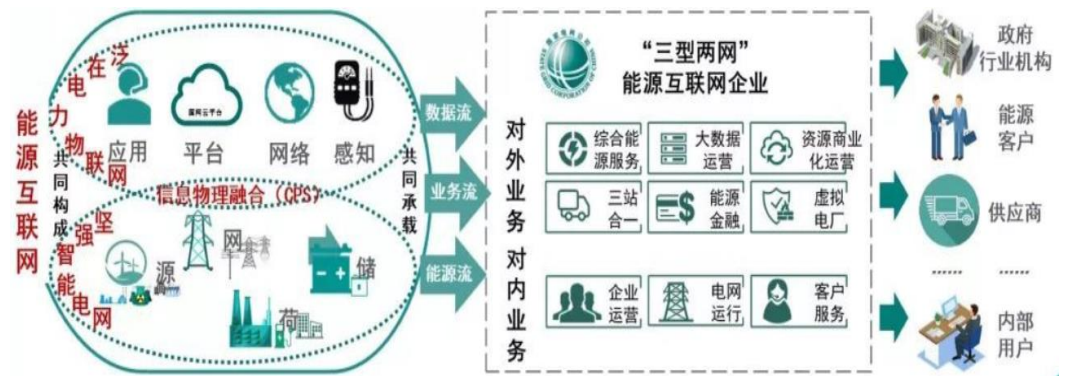 能源互联网
泛在电力物联网
共同构成
应用
平台
网络
感知
国网云平台
共同承载
信息物理融合（CPS）
坚强智能电网
源
网
荷
储
数据流
业务流
能源流
“三型两网”
能源互联网企业
对外业务
综合能
源服务
大数据
运营
资源商业
化运营
三站
合一
能源
金融
虚拟
电厂
对内业务
企业
运营
电网
运行
客户
服务
政府
行业机构
能源
客户
供应商
......
......
内部
用户